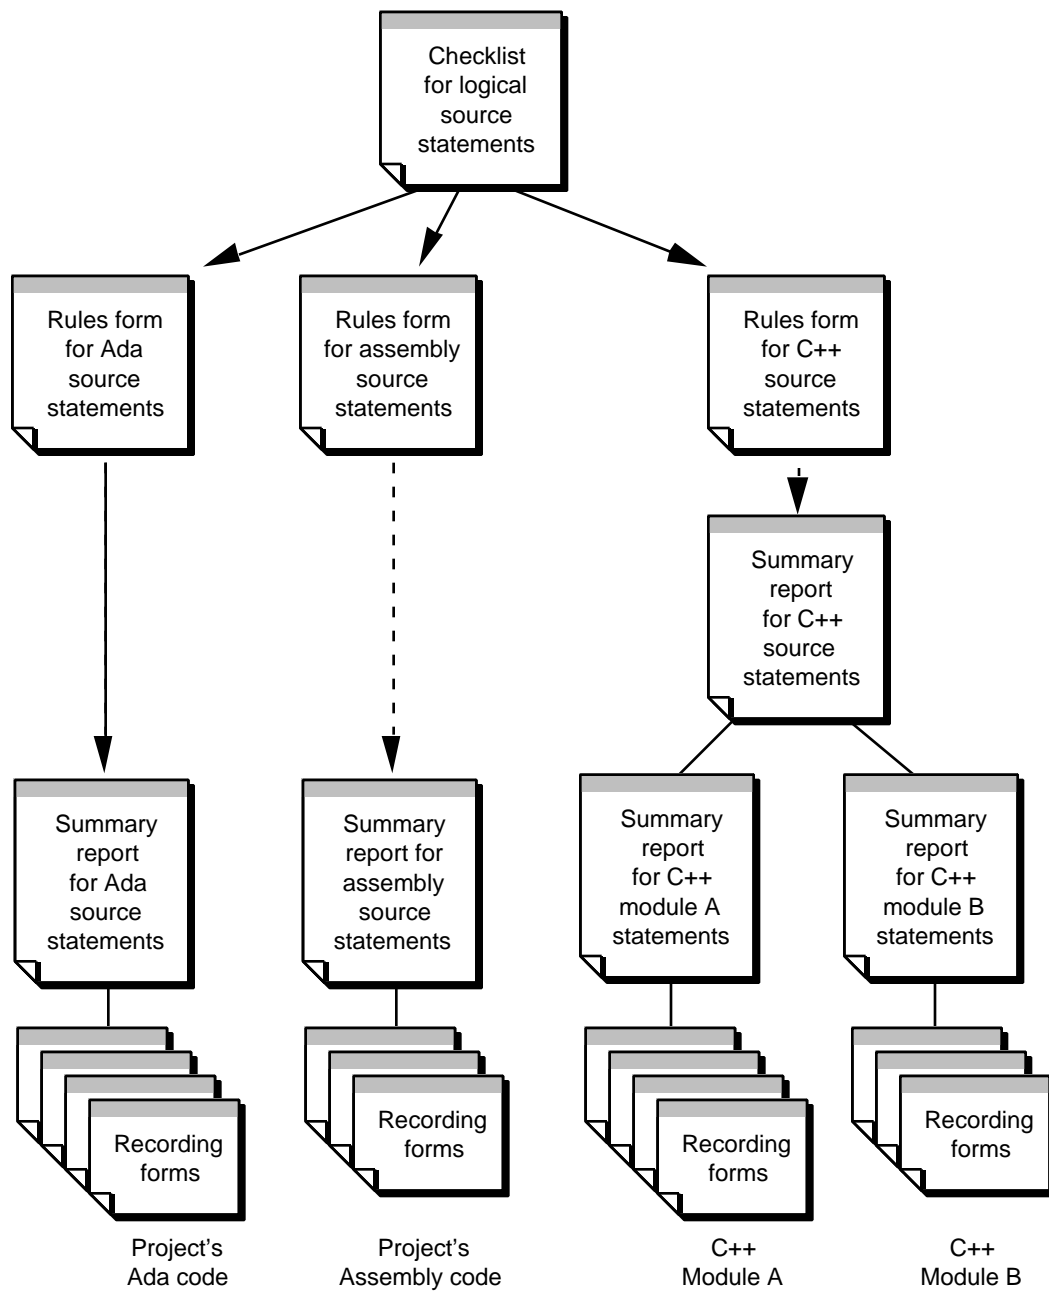 Checklist
for logical
source
statements
Rules form
for Ada
source
statements
Rules form
for assembly
source
statements
Rules form
for C++
source
statements
Summary
report
for C++
source
statements
Summary
report
for Ada
source
statements
Summary
report for
assembly
source
statements
Summary
report
for C++
module A
statements
Summary
report
for C++
module B
statements
Recording
forms
Recording
forms
Recording
forms
Recording
forms
Project's
Ada code
Project's
Assembly code
C++
Module A
C++
Module B